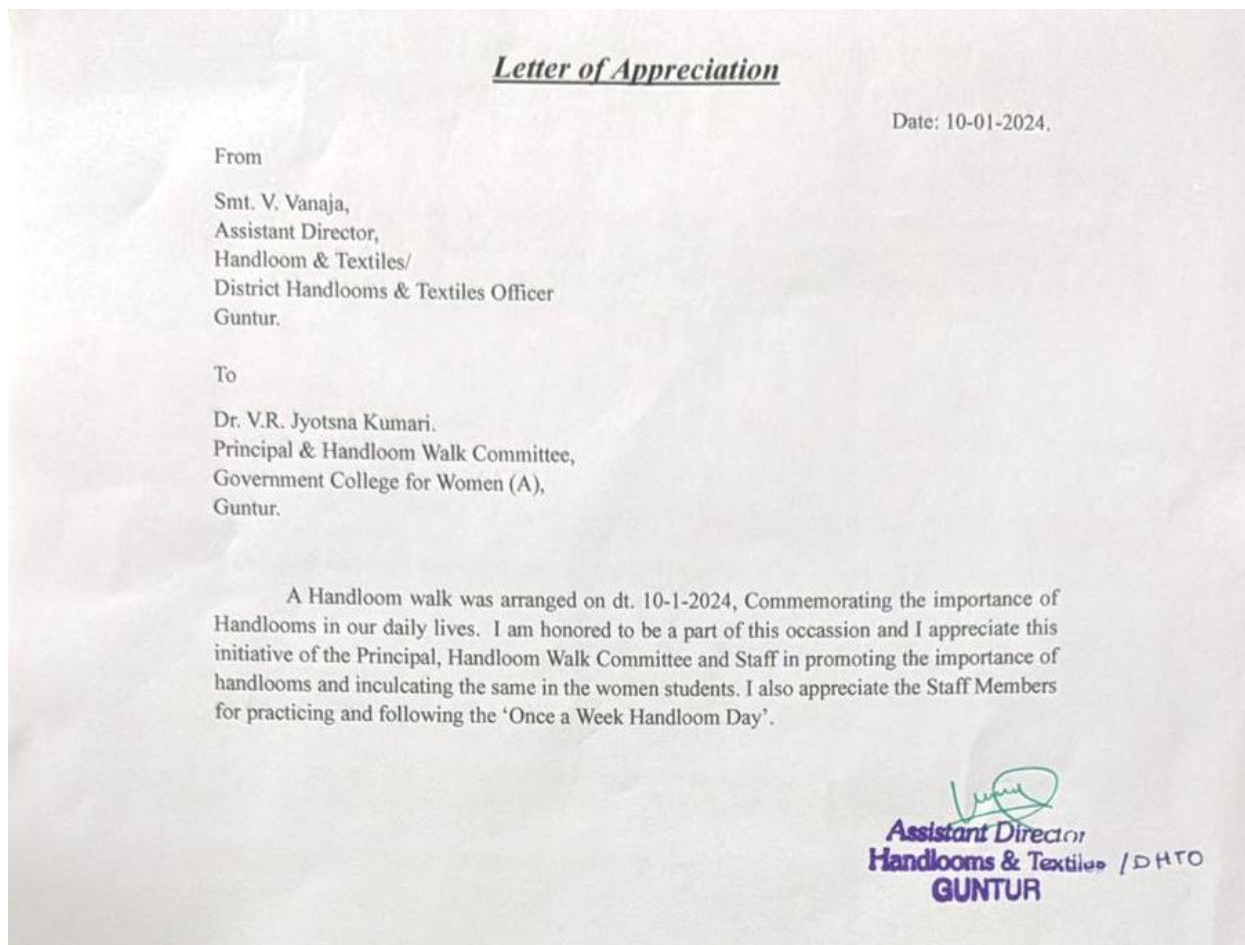 Letter of Appreciation
Date: 10-01-2024.
From
Smt. V. Vanaja,
Assistant Director,
Handloom & Textiles/
District Handlooms & Textiles Officer
Guntur.
To
Dr. V.R. Jyotsna Kumari.
Principal & Handloom Walk Committee,
Government College for Women (A),
Guntur.
A Handloom walk was arranged on dt. 10-1-2024, Commemorating the importance of
Handlooms in our daily lives. I am honored to be a part of this occassion and I appreciate this
initiative of the Principal, Handloom Walk Committee and Staff in promoting the importance of
handlooms and inculcating the same in the women students. I also appreciate the Staff Members
for practicing and following the ‘Once a Week Handloom Day’.
Assistant Director
Handlooms & Textiles / DHTO
GUNTUR